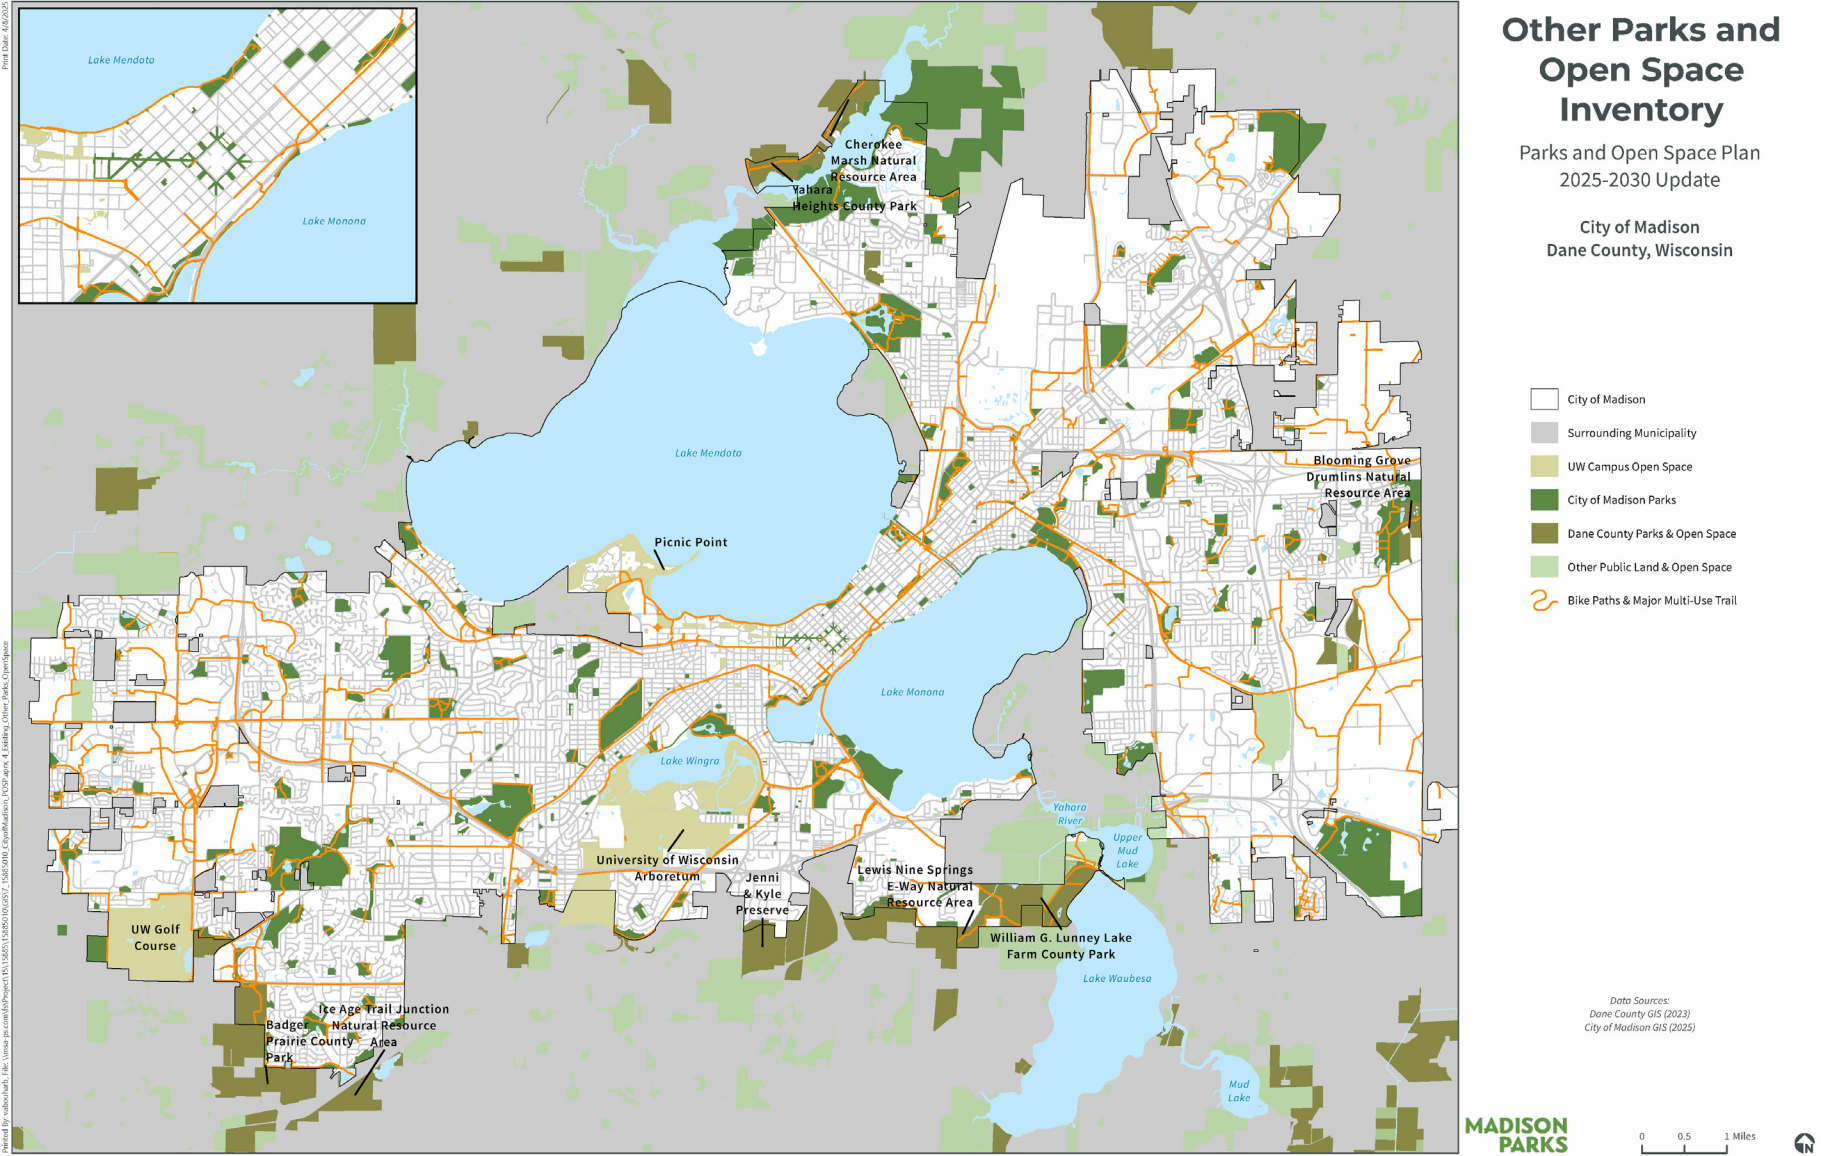 Other Parks and
Open Space
Inventory
Parks and Open Space Plan
2025-2030 Update
City of Madison
Dane County, Wisconsin
City of Madison
Surrounding Municipality
UW Campus Open Space
City of Madison Parks
Dane County Parks & Open Space
Other Public Land & Open Space
Bike Paths & Major Multi-Use Trail
Data Sources:
Dane County GIS (2023)
City of Madison GIS (2025)
MADISON
PARKS
0 0.5 1 Miles
N
Print Date: 4/8/2025
Lake Mendota
Lake Monona
Cherokee
Marsh Natural
Resource Area
Yahara
Heights County Park
Lake Mendota
Blooming Grove
Drumlins Natural
Resource Area
Picnic Point
Lake Monona
Lake Wingra
Yahara
River
Upper
Mud
Lake
University of Wisconsin
Arboretum
Jenni
& Kyle
Preserve
Lewis Nine Springs
E-Way Natural
Resource Area
William G. Lunney Lake
Farm County Park
Lake Waubesa
UW Golf
Course
Ice Age Trail Junction
Natural Resource
Area
Badger
Prairie County
Park
Mud
Lake